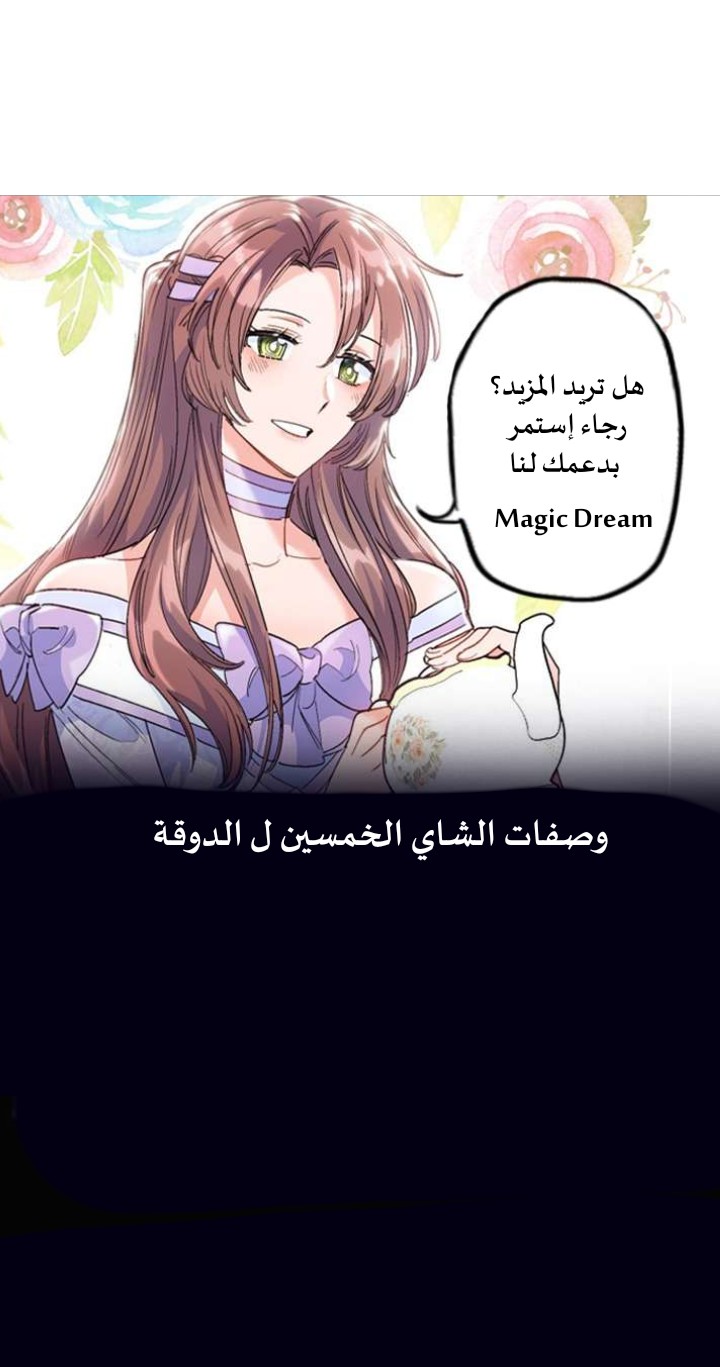 هل تريد المزيد؟
رجاء إستمر
بدعمك لنا
Magic Dream
وصفات الشاي الخمسين ل الدوقة